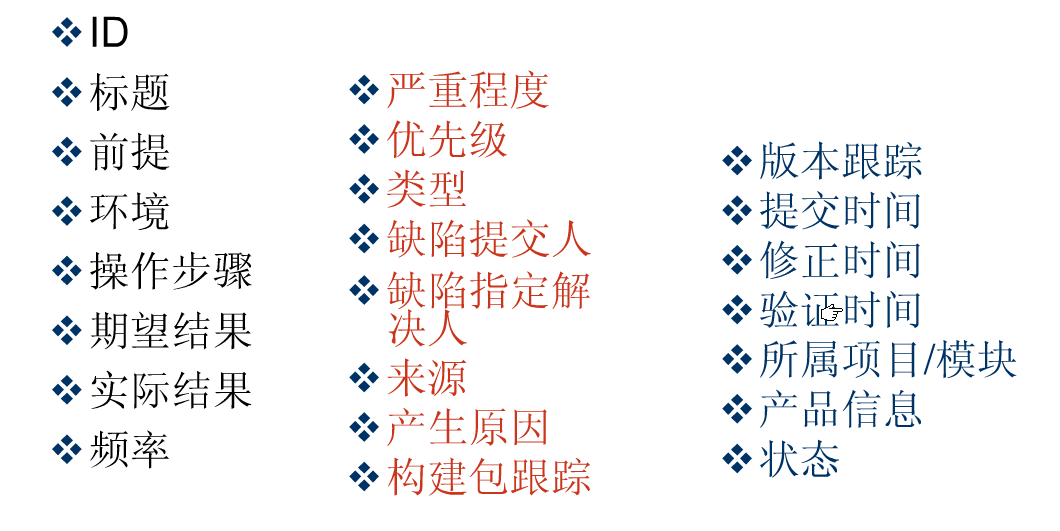 ID
标题
前提
环境
操作步骤
期望结果
实际结果
频率
严重程度
优先级
类型
缺陷提交人
缺陷指定解
决人
来源
产生原因
构建包跟踪
版本跟踪
提交时间
修正时间
验证时间
所属项目/模块
产品信息
状态